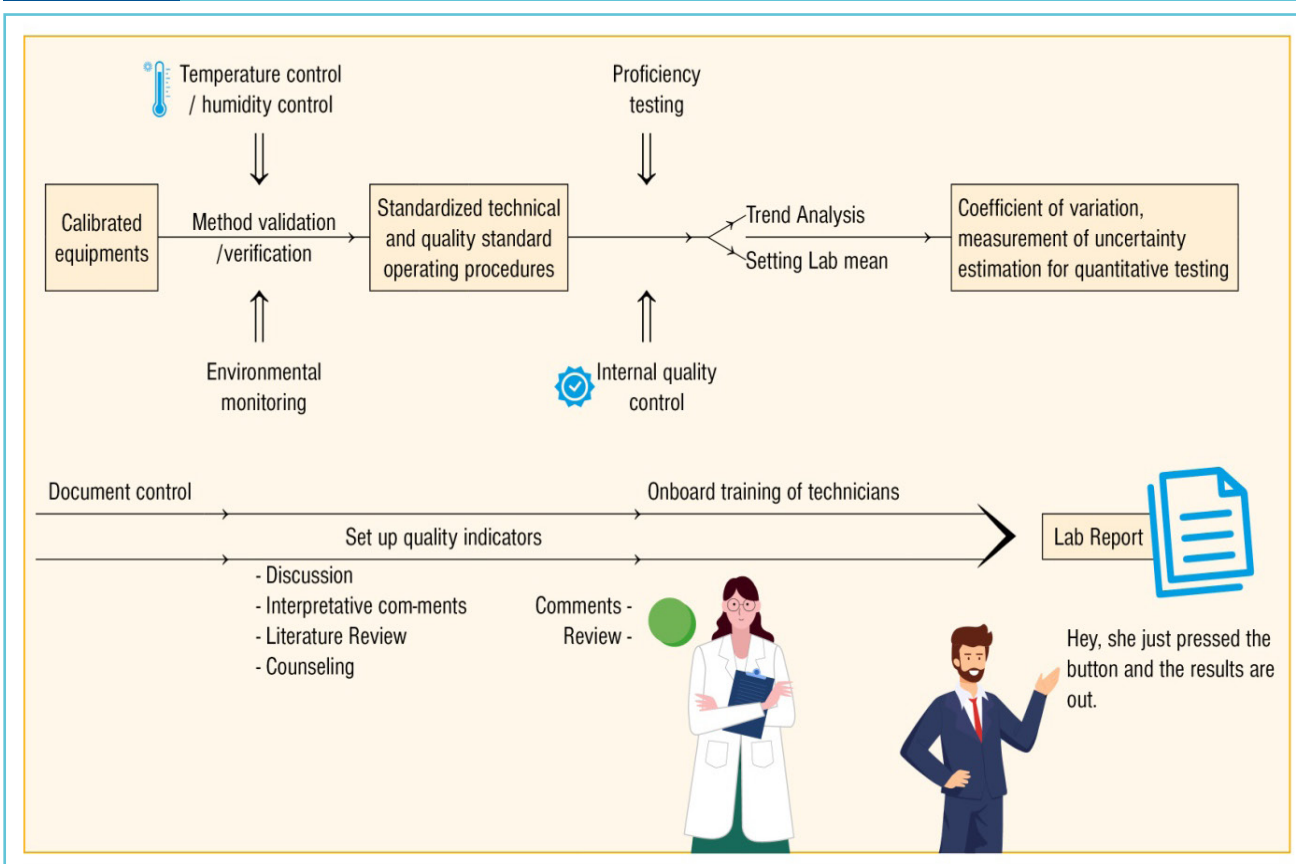 Temperature control
/ humidity control
Proficiency
testing
Calibrated
equipments
Method validation
/verification
Standardized technical
and quality standard
operating procedures
Trend Analysis
Setting Lab mean
Coefficient of variation,
measurement of uncertainty
estimation for quantitative testing
Environmental
monitoring
Internal quality
control
Document control
Onboard training of technicians
Set up quality indicators
Lab Report
- Discussion
- Interpretative com-ments
- Literature Review
- Counseling
Comments -
Review -
Hey, she just pressed the
button and the results are
out.